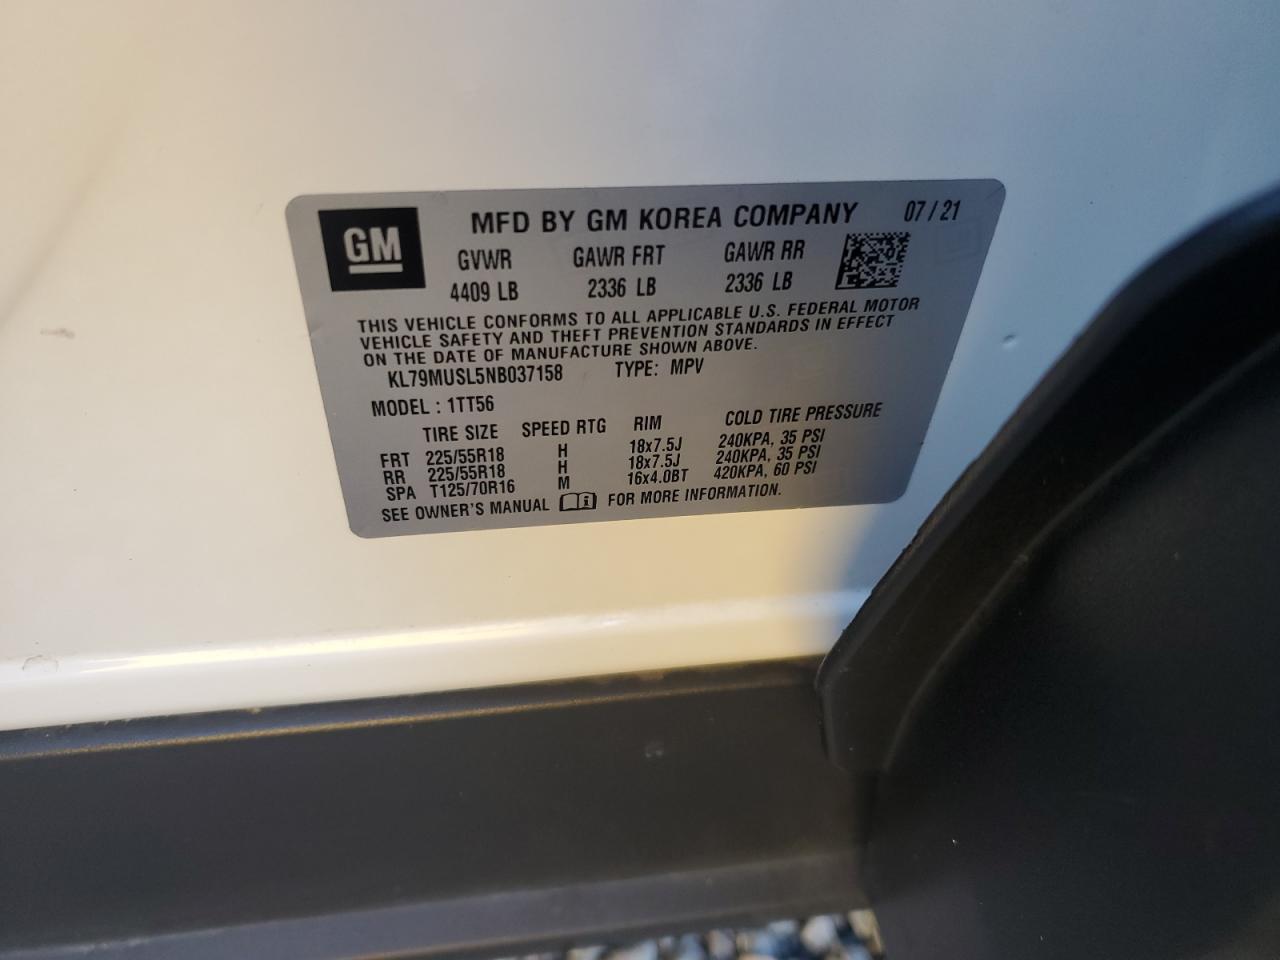 GM MFD BY GM KOREA COMPANY 07/21
GVWR GAWR FRT GAWR RR
4409 LB 2336 LB 2336 LB
THIS VEHICLE CONFORMS TO ALL APPLICABLE U.S. FEDERAL MOTOR
VEHICLE SAFETY AND THEFT PREVENTION STANDARDS IN EFFECT
ON THE DATE OF MANUFACTURE SHOWN ABOVE.
KL79MUSL5NB037158 TYPE: MPV
MODEL : 1TT56
TIRE SIZE SPEED RTG RIM COLD TIRE PRESSURE
FRT 225/55R18 H 18x7.5J 240KPA, 35 PSI
RR 225/55R18 H 18x7.5J 240KPA, 35 PSI
SPA T125/70R16 M 16x4.0BT 420KPA, 60 PSI
SEE OWNER'S MANUAL FOR MORE INFORMATION.